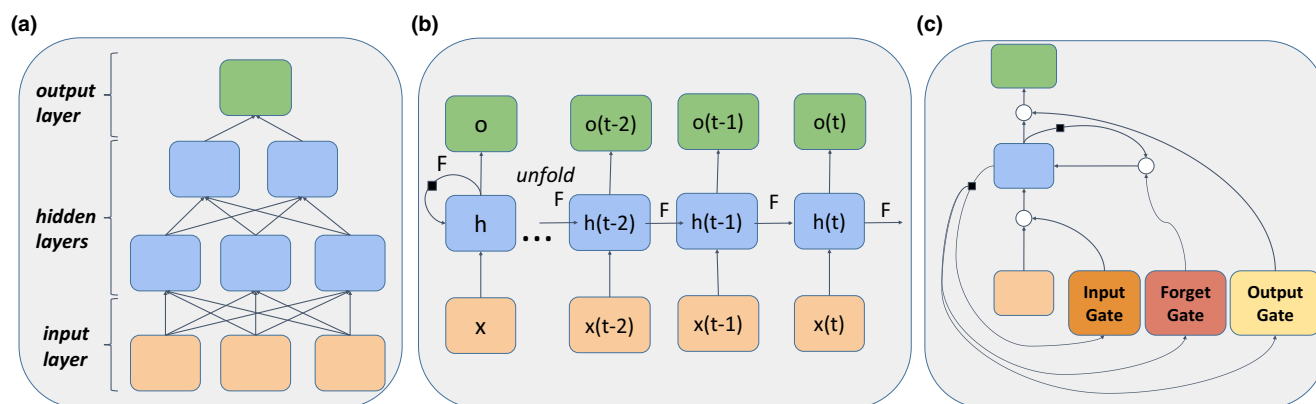 (a)
output
layer
hidden
layers
input
layer
(b)
o
o(t-2)
o(t-1)
o(t)
F
unfold
F
F
F
F
h
...
h(t-2)
h(t-1)
h(t)
x
x(t-2)
x(t-1)
x(t)
(c)
Input
Gate
Forget
Gate
Output
Gate